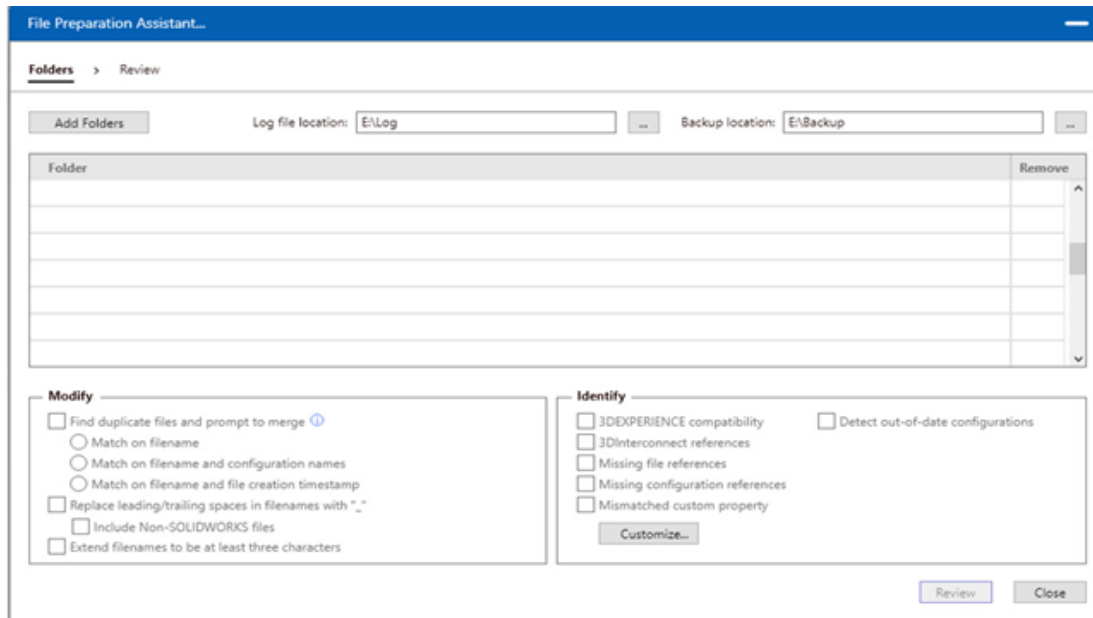 File Preparation Assistant...
Folders > Review
Add Folders Log file location: E:\Log ... Backup location: E:\Backup ...
Folder Remove
Modify
Find duplicate files and prompt to merge ⓘ
Match on filename
Match on filename and configuration names
Match on filename and file creation timestamp
Replace leading/trailing spaces in filenames with "_"
Include Non-SOLIDWORKS files
Extend filenames to be at least three characters
Identify
3DEXPERIENCE compatibility Detect out-of-date configurations
3DInterconnect references
Missing file references
Missing configuration references
Mismatched custom property
Customize...
Review Close